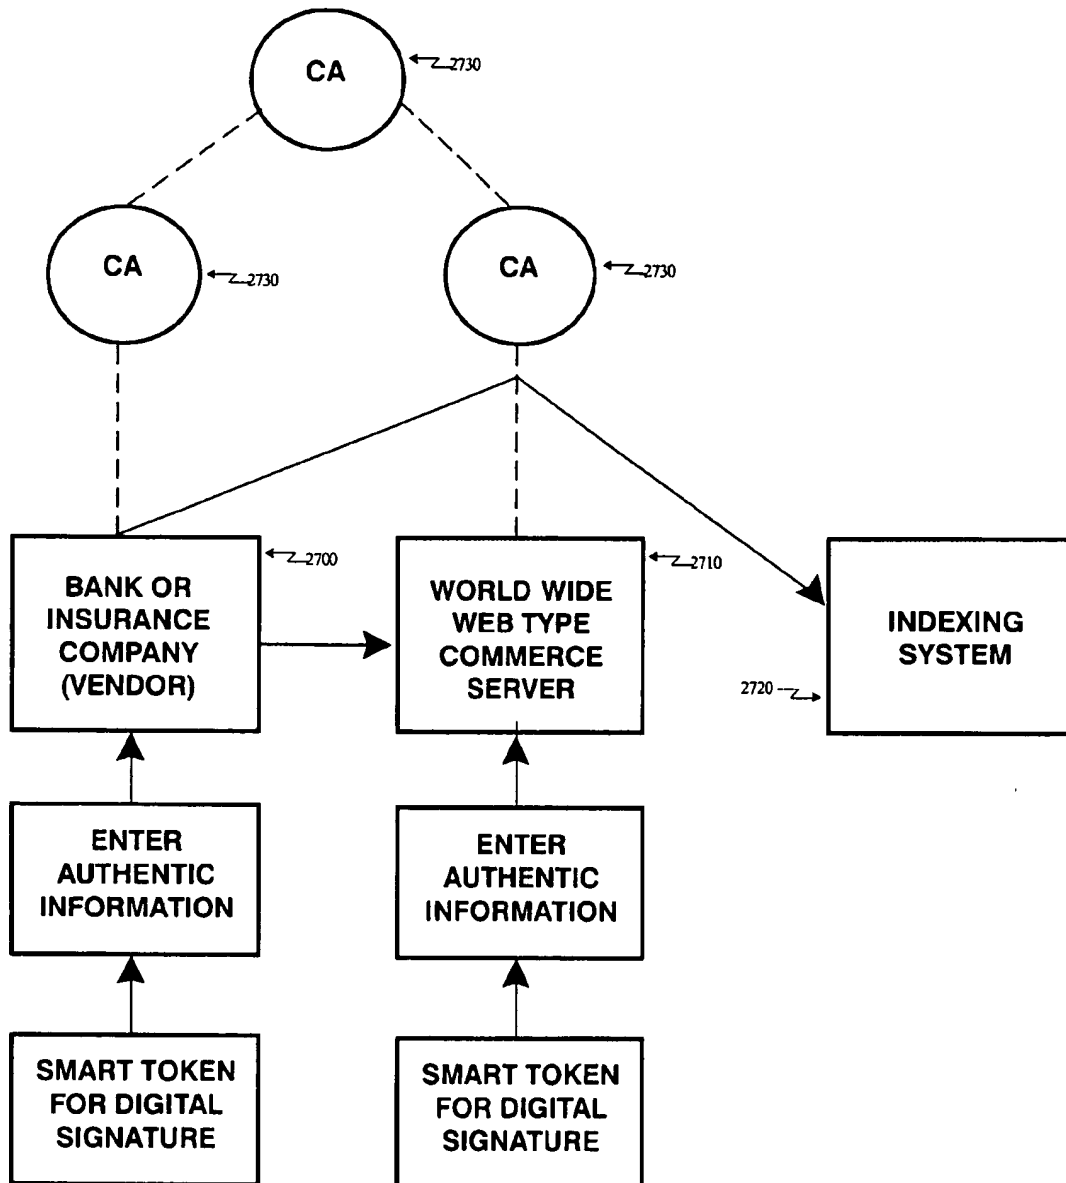 CA
2730
CA
2730
CA
2730
BANK OR
INSURANCE
COMPANY
(VENDOR)
2700
WORLD WIDE
WEB TYPE
COMMERCE
SERVER
2710
INDEXING
SYSTEM
2720
ENTER
AUTHENTIC
INFORMATION
ENTER
AUTHENTIC
INFORMATION
SMART TOKEN
FOR DIGITAL
SIGNATURE
SMART TOKEN
FOR DIGITAL
SIGNATURE